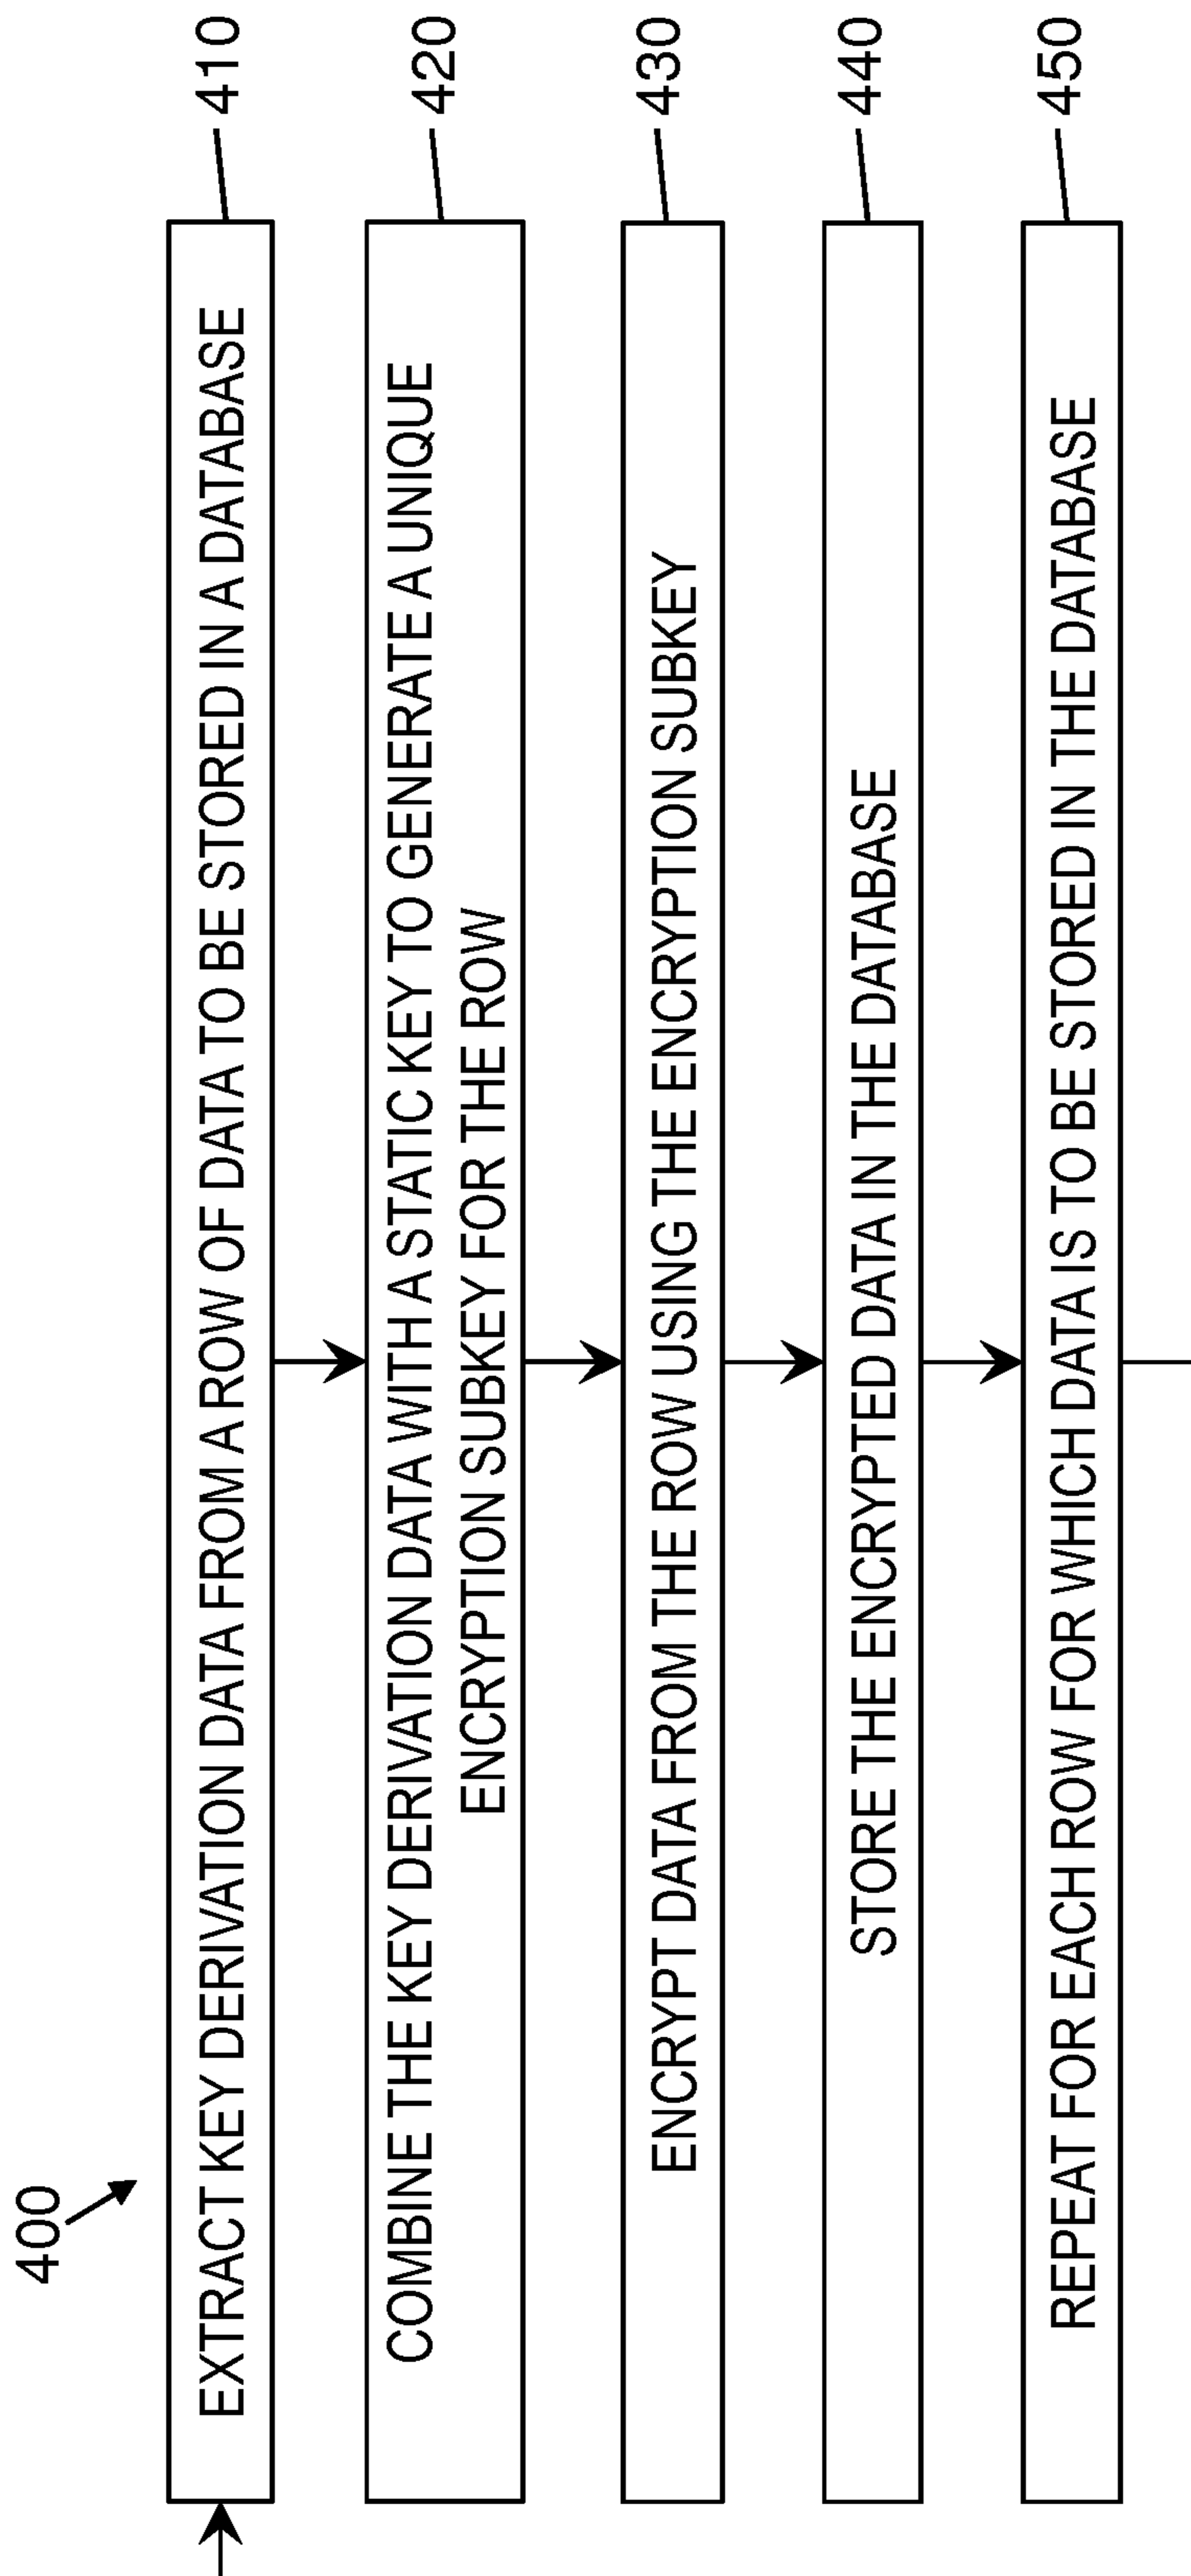 400
EXTRACT KEY DERIVATION DATA FROM A ROW OF DATA TO BE STORED IN A DATABASE
410
COMBINE THE KEY DERIVATION DATA WITH A STATIC KEY TO GENERATE A UNIQUE
ENCRYPTION SUBKEY FOR THE ROW
420
ENCRYPT DATA FROM THE ROW USING THE ENCRYPTION SUBKEY
430
STORE THE ENCRYPTED DATA IN THE DATABASE
440
REPEAT FOR EACH ROW FOR WHICH DATA IS TO BE STORED IN THE DATABASE
450